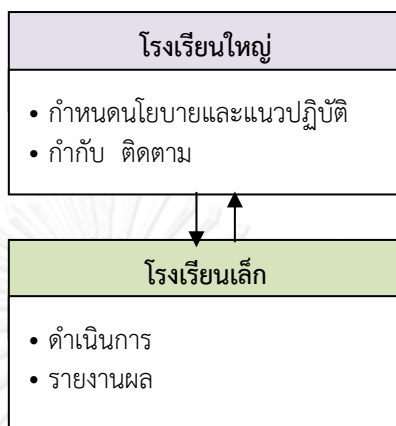 โรงเรียนใหญ่
• กำหนดนโยบายและแนวปฏิบัติ
• กำกับ ติดตาม
โรงเรียนเล็ก
• ดำเนินการ
• รายงานผล